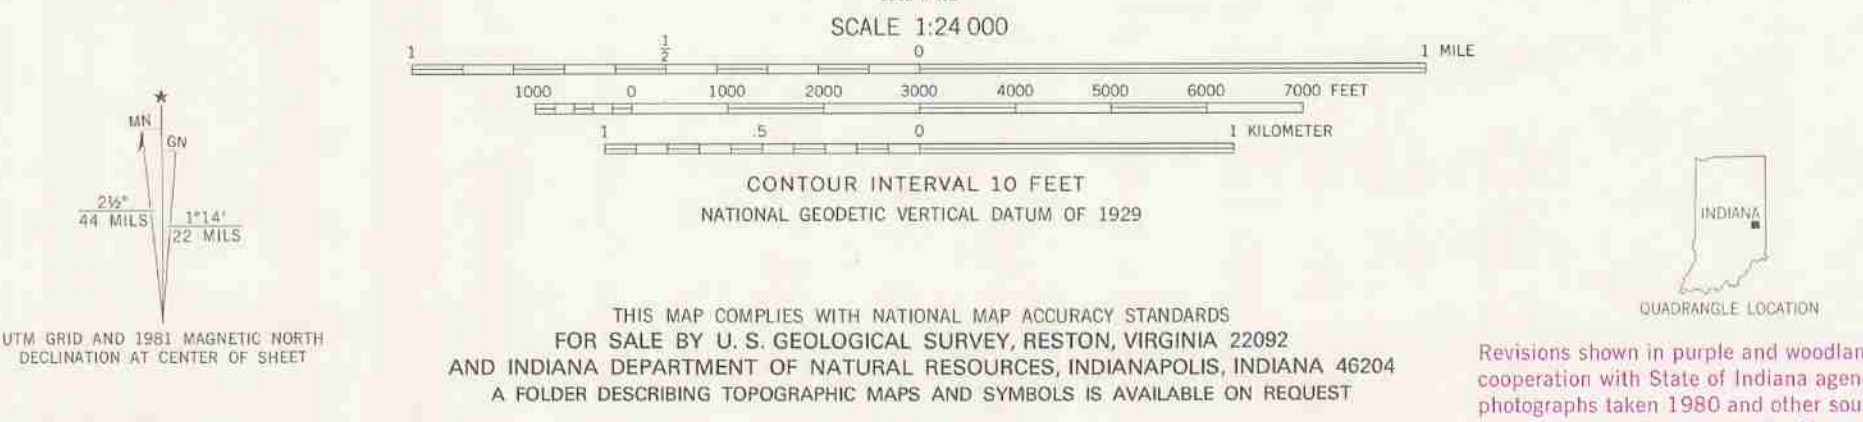 SCALE 1:24 000
1 1/2 0 1 MILE
1000 0 1000 2000 3000 4000 5000 6000 7000 FEET
1 .5 0 1 KILOMETER
CONTOUR INTERVAL 10 FEET
NATIONAL GEODETIC VERTICAL DATUM OF 1929
★
MN
GN
2½°
44 MILS
1°14'
22 MILS
UTM GRID AND 1981 MAGNETIC NORTH
DECLINATION AT CENTER OF SHEET
THIS MAP COMPLIES WITH NATIONAL MAP ACCURACY STANDARDS
FOR SALE BY U. S. GEOLOGICAL SURVEY, RESTON, VIRGINIA 22092
AND INDIANA DEPARTMENT OF NATURAL RESOURCES, INDIANAPOLIS, INDIANA 46204
A FOLDER DESCRIBING TOPOGRAPHIC MAPS AND SYMBOLS IS AVAILABLE ON REQUEST
INDIANA
QUADRANGLE LOCATION
Revisions shown in purple and woodlan
cooperation with State of Indiana agen
photographs taken 1980 and other sou